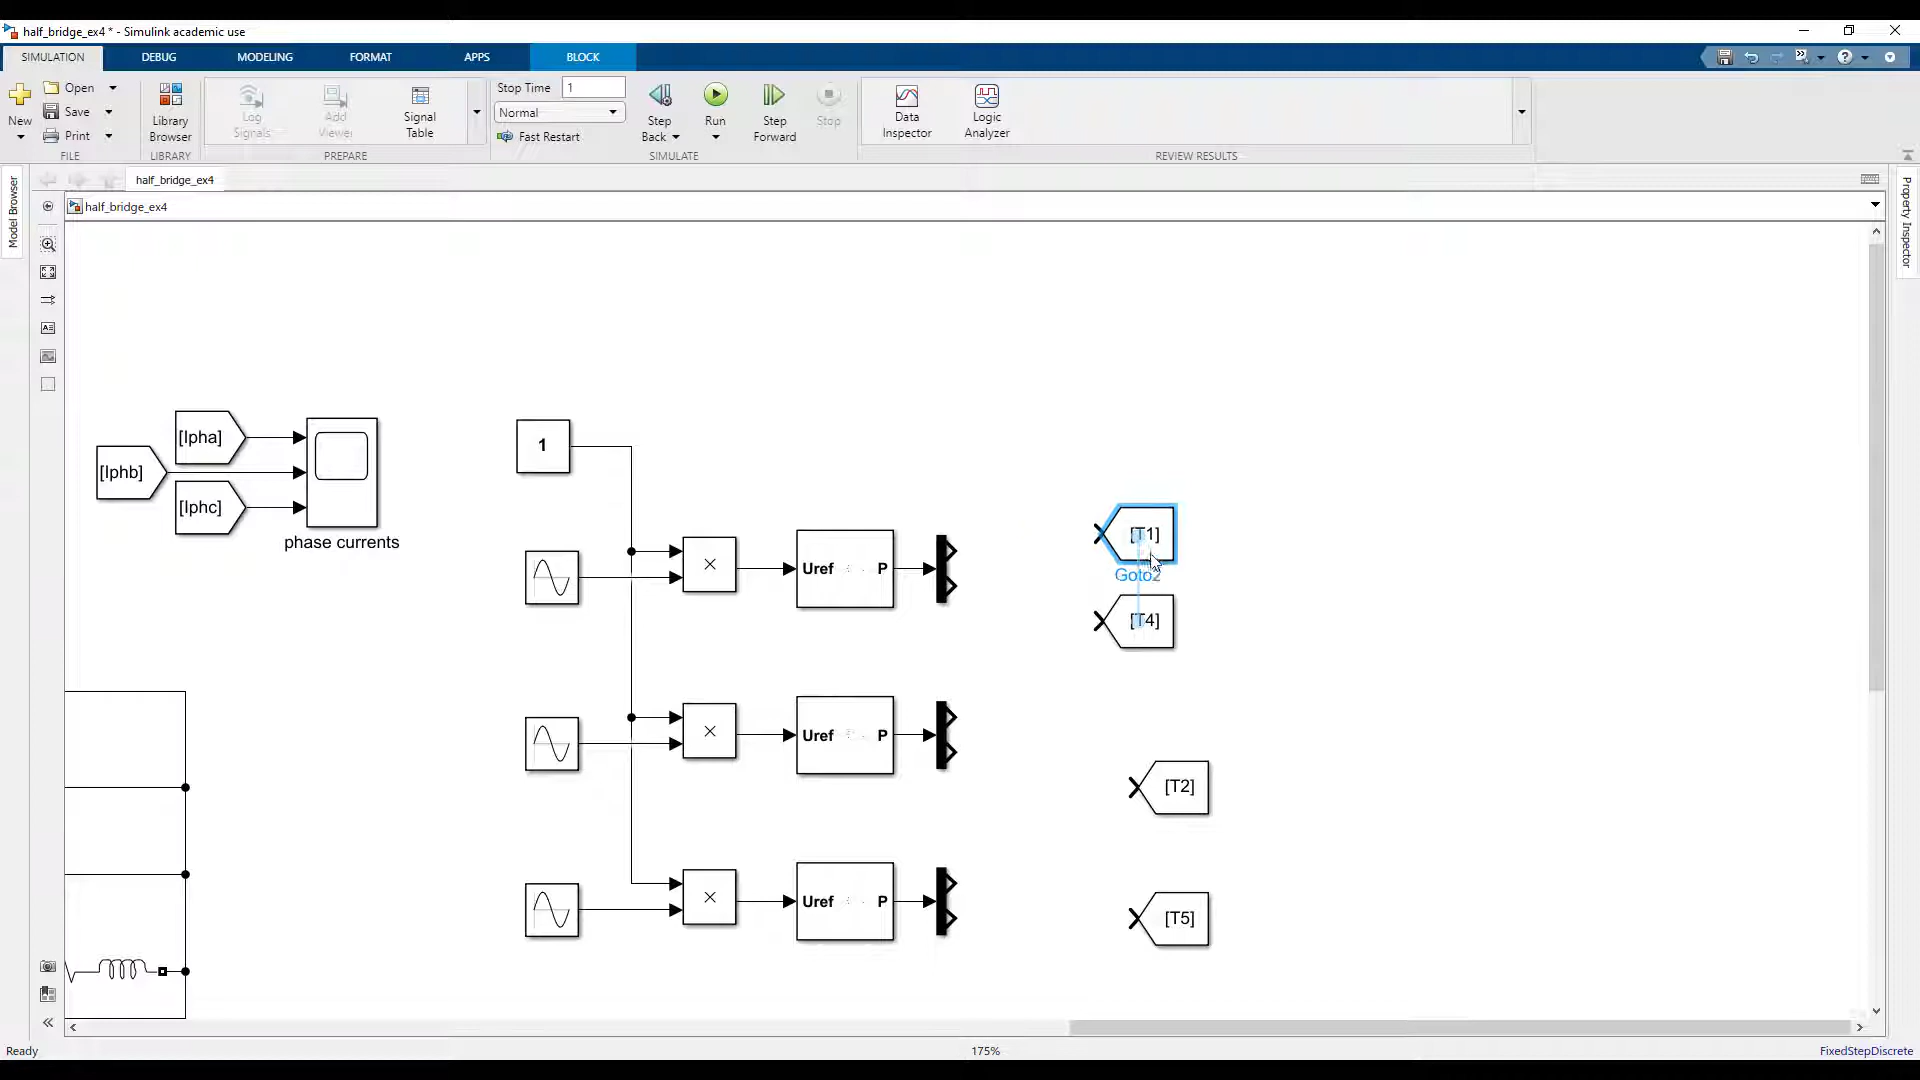 half_bridge_ex4 * - Simulink academic use
SIMULATION
DEBUG
MODELING
FORMAT
APPS
BLOCK
New
Open
Save
Print
FILE
Library Browser
LIBRARY
Log Signals
Add Viewer
Signal Table
PREPARE
Stop Time 1
Normal
Fast Restart
Step Back
Run
Step Forward
Stop
SIMULATE
Data Inspector
Logic Analyzer
REVIEW RESULTS
Model Browser
half_bridge_ex4
half_bridge_ex4
Property Inspector
[Ipha]
[Iphb]
[Iphc]
phase currents
1
Uref P
Uref P
Uref P
[T1]
Goto2
[T4]
[T2]
[T5]
Ready
175%
FixedStepDiscrete